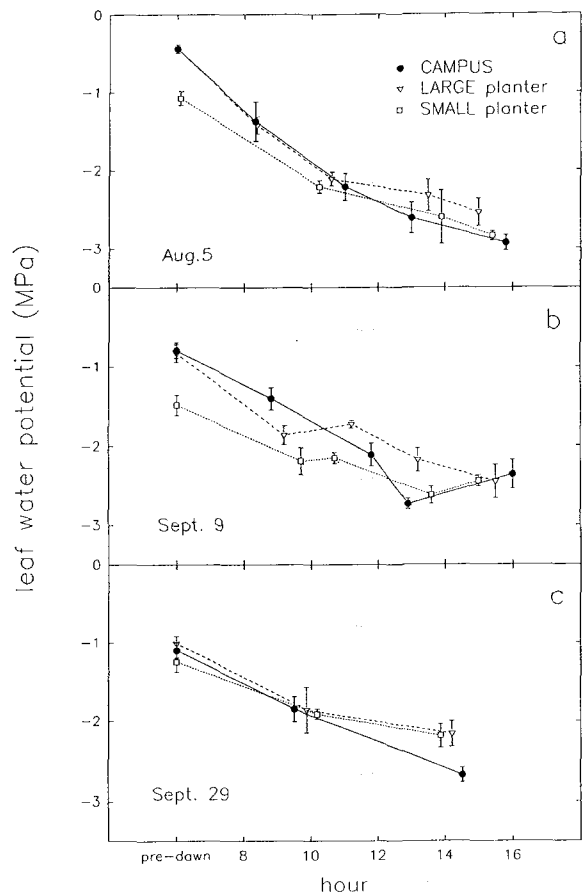 0
a
CAMPUS
LARGE planter
SMALL planter
-1
-2
-3
Aug.5
0
b
-1
-2
-3
Sept. 9
0
c
-1
-2
-3
Sept. 29
leaf water potential (MPa)
pre-dawn 8 10 12 14 16
hour